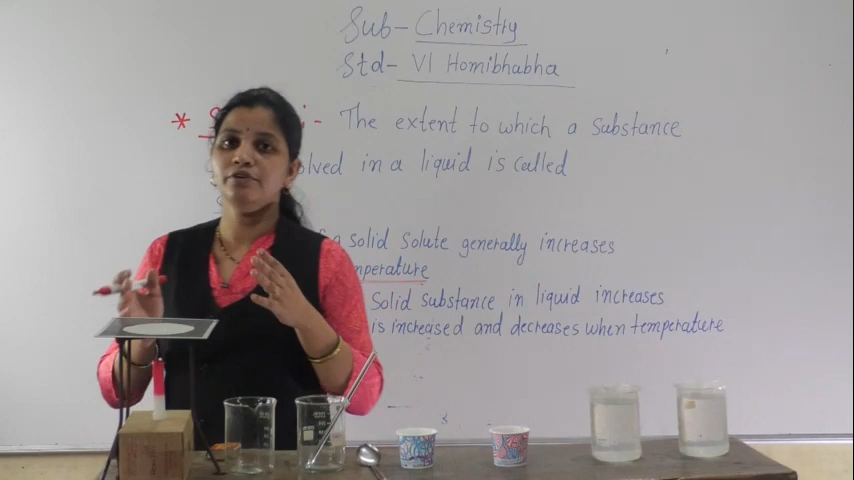 Sub- Chemistry
Std- VI Homibhabha
* S :- The extent to which a substance
olved in a liquid is called
solid solute generally increases
mperature
Solid substance in liquid increases
is increased and decreases when temperature